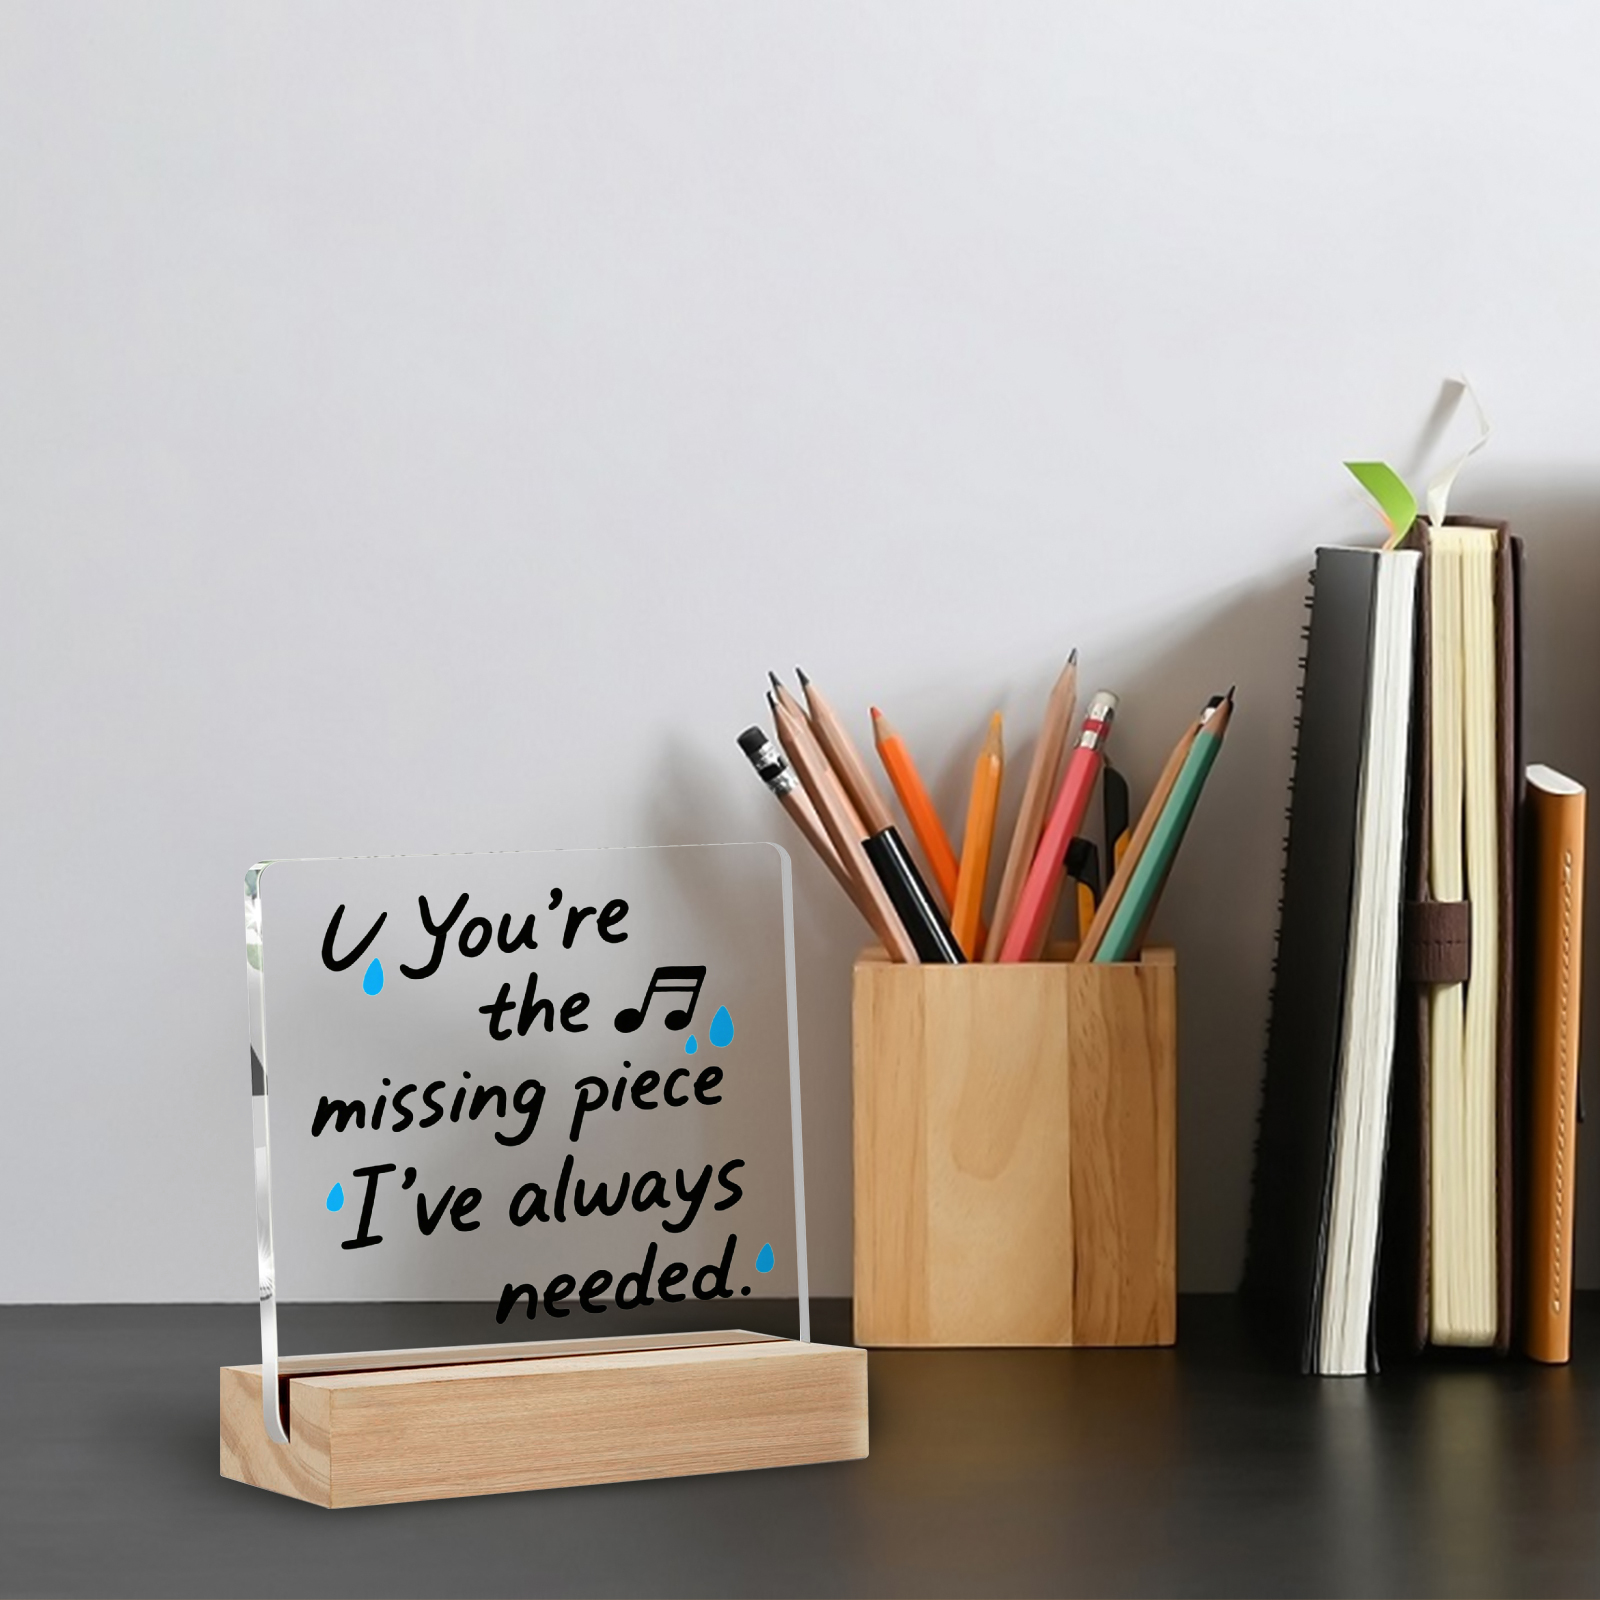 U You're
the 🎵
missing piece
I've always
needed.